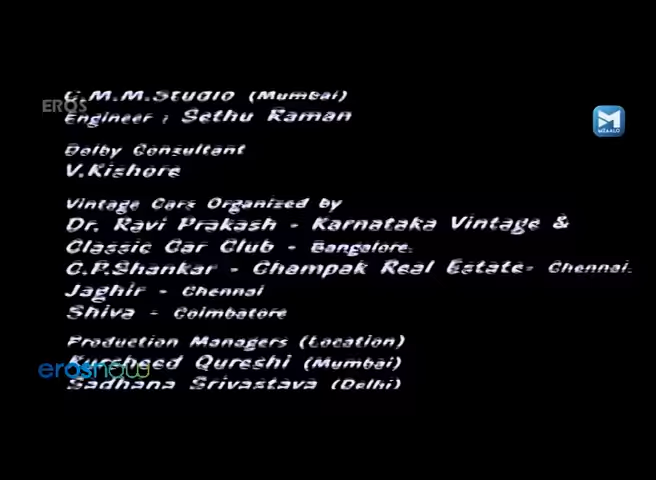 C.M.M.Studio (Mumbai)
EROS
Engineer : Sethu Raman
MZAALO
Dolby Consultant
V.Kishore
Vintage Cars Organized by
Dr. Ravi Prakash - Karnataka Vintage &
Classic Car Club - Bangalore.
C.P.Shankar - Champak Real Estate- Chennai.
Jaghir - Chennai
Shiva - Coimbatore
Production Managers (Location)
Kursheed Qureshi (Mumbai)
erosnow
Sadhana Srivastava (Delhi)